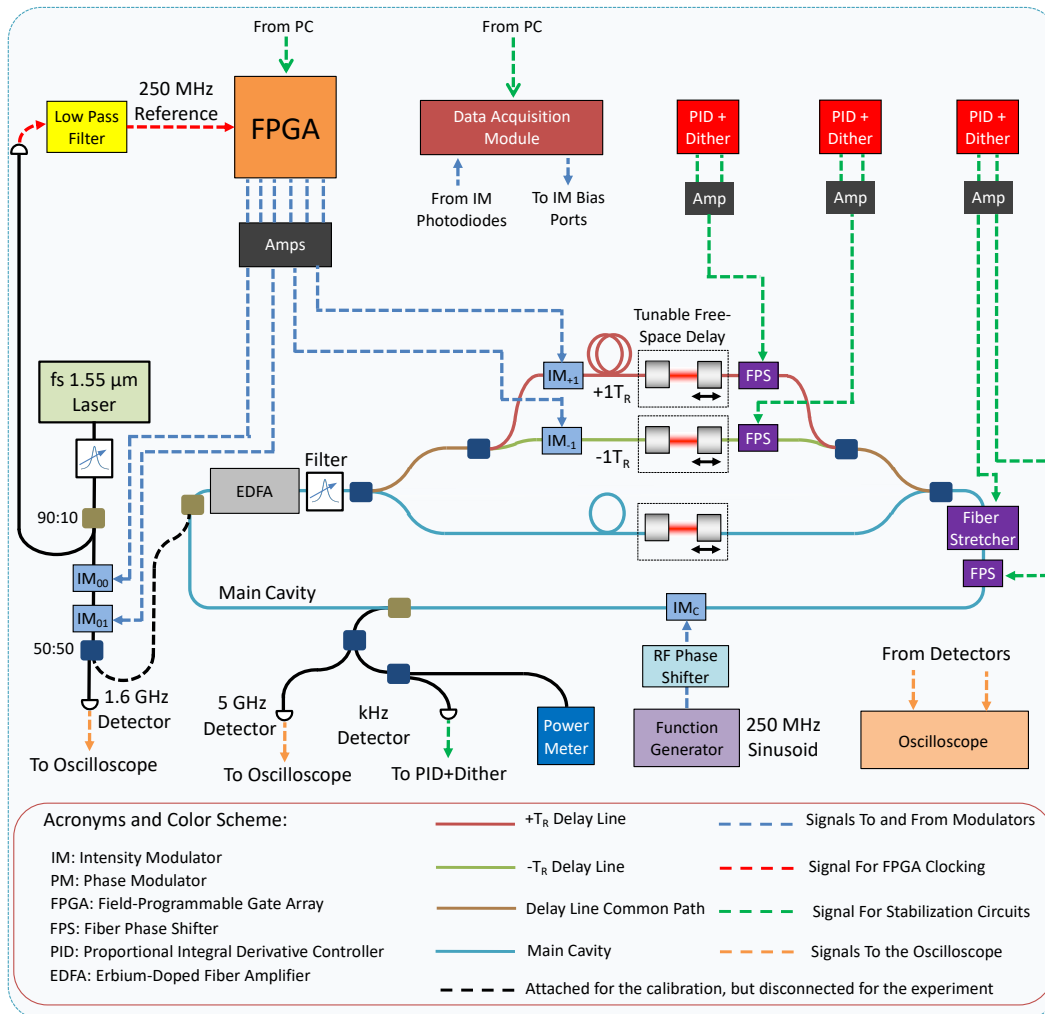 From PC
From PC
250 MHz
Reference
Low Pass
Filter
FPGA
Data Acquisition
Module
PID +
Dither
PID +
Dither
PID +
Dither
From IM
Photodiodes
To IM Bias
Ports
Amp
Amp
Amp
Amps
Tunable Free-
Space Delay
fs 1.55 µm
Laser
IM+1
+1TR
FPS
IM-1
-1TR
FPS
Filter
EDFA
90:10
Fiber
Stretcher
FPS
IM00
Main Cavity
IMC
IM01
50:50
RF Phase
Shifter
From Detectors
1.6 GHz
Detector
5 GHz
Detector
kHz
Detector
Power
Meter
Function
Generator
250 MHz
Sinusoid
Oscilloscope
To Oscilloscope
To Oscilloscope
To PID+Dither
Acronyms and Color Scheme:
IM: Intensity Modulator
PM: Phase Modulator
FPGA: Field-Programmable Gate Array
FPS: Fiber Phase Shifter
PID: Proportional Integral Derivative Controller
EDFA: Erbium-Doped Fiber Amplifier
+TR Delay Line
-TR Delay Line
Delay Line Common Path
Main Cavity
Attached for the calibration, but disconnected for the experiment
Signals To and From Modulators
Signal For FPGA Clocking
Signal For Stabilization Circuits
Signals To the Oscilloscope